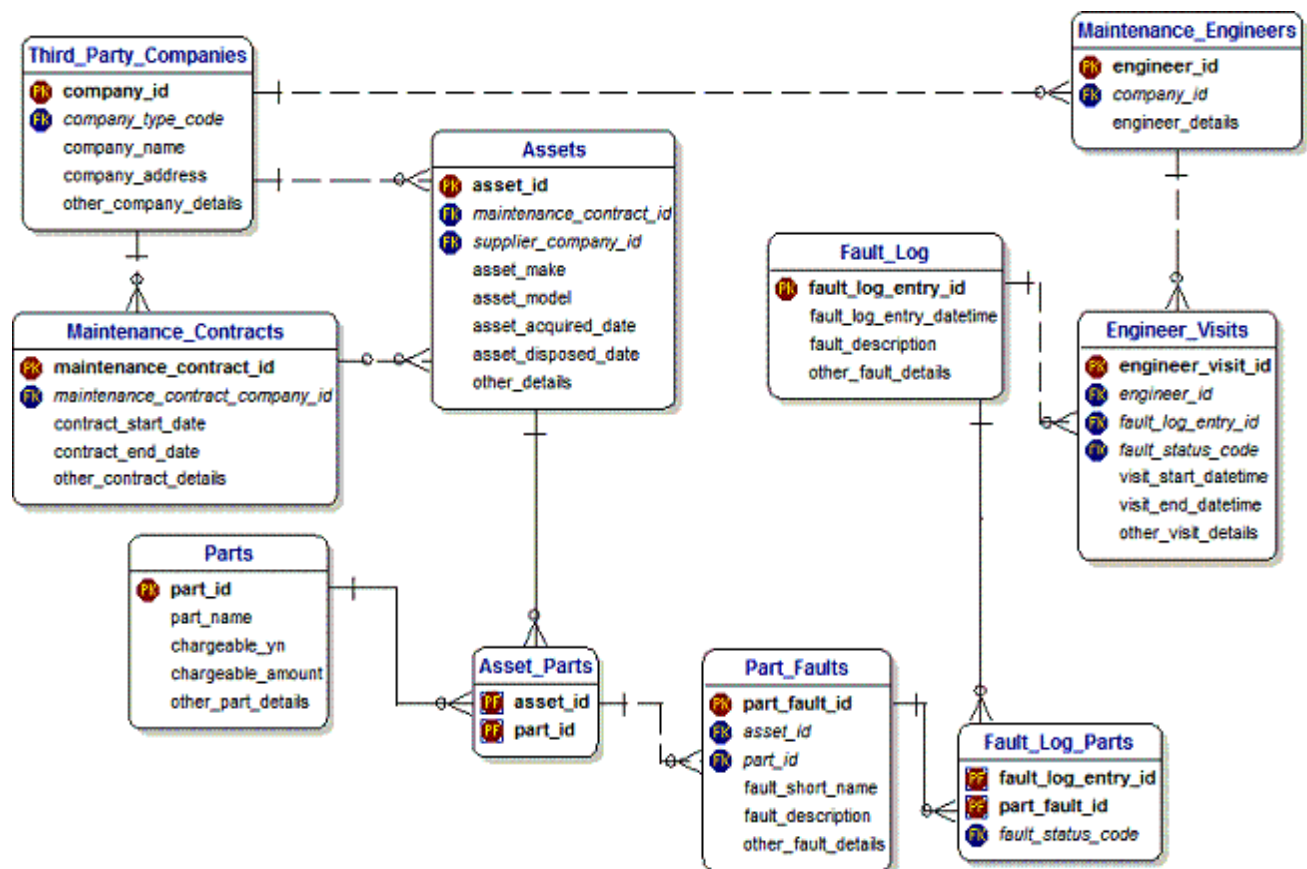 Third_Party_Companies
PK company_id
FK company_type_code
company_name
company_address
other_company_details
Maintenance_Engineers
PK engineer_id
FK company_id
engineer_details
Assets
PK asset_id
FK maintenance_contract_id
FK supplier_company_id
asset_make
asset_model
asset_acquired_date
asset_disposed_date
other_details
Fault_Log
PK fault_log_entry_id
fault_log_entry_datetime
fault_description
other_fault_details
Maintenance_Contracts
PK maintenance_contract_id
FK maintenance_contract_company_id
contract_start_date
contract_end_date
other_contract_details
Engineer_Visits
PK engineer_visit_id
FK engineer_id
FK fault_log_entry_id
FK fault_status_code
visit_start_datetime
visit_end_datetime
other_visit_details
Parts
PK part_id
part_name
chargeable_yn
chargeable_amount
other_part_details
Asset_Parts
PF asset_id
PF part_id
Part_Faults
PK part_fault_id
FK asset_id
FK part_id
fault_short_name
fault_description
other_fault_details
Fault_Log_Parts
PF fault_log_entry_id
PF part_fault_id
FK fault_status_code